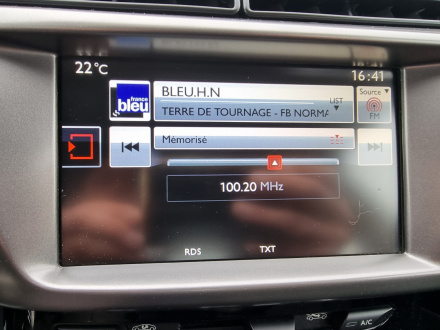 22°C
16:41
france
bleu
BLEU.H.N
TERRE DE TOURNAGE - FB NORMA
LIST
Source
FM
Mémorisé
100.20 MHz
RDS
TXT
A/C